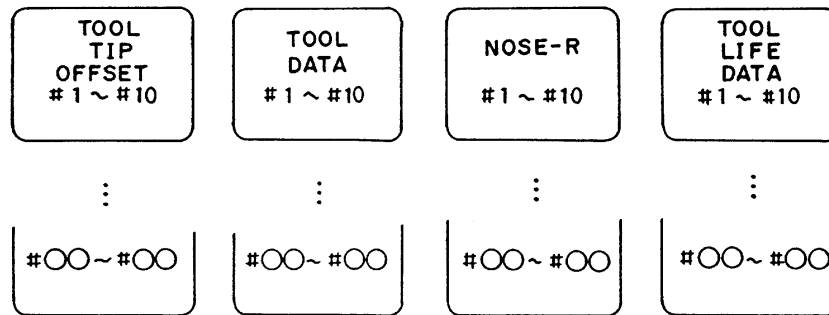 TOOL
TIP
OFFSET
#1~#10
TOOL
DATA
#1~#10
NOSE-R
#1~#10
TOOL
LIFE
DATA
#1~#10
⋮
⋮
⋮
⋮
#○○~#○○
#○○~#○○
#○○~#○○
#○○~#○○